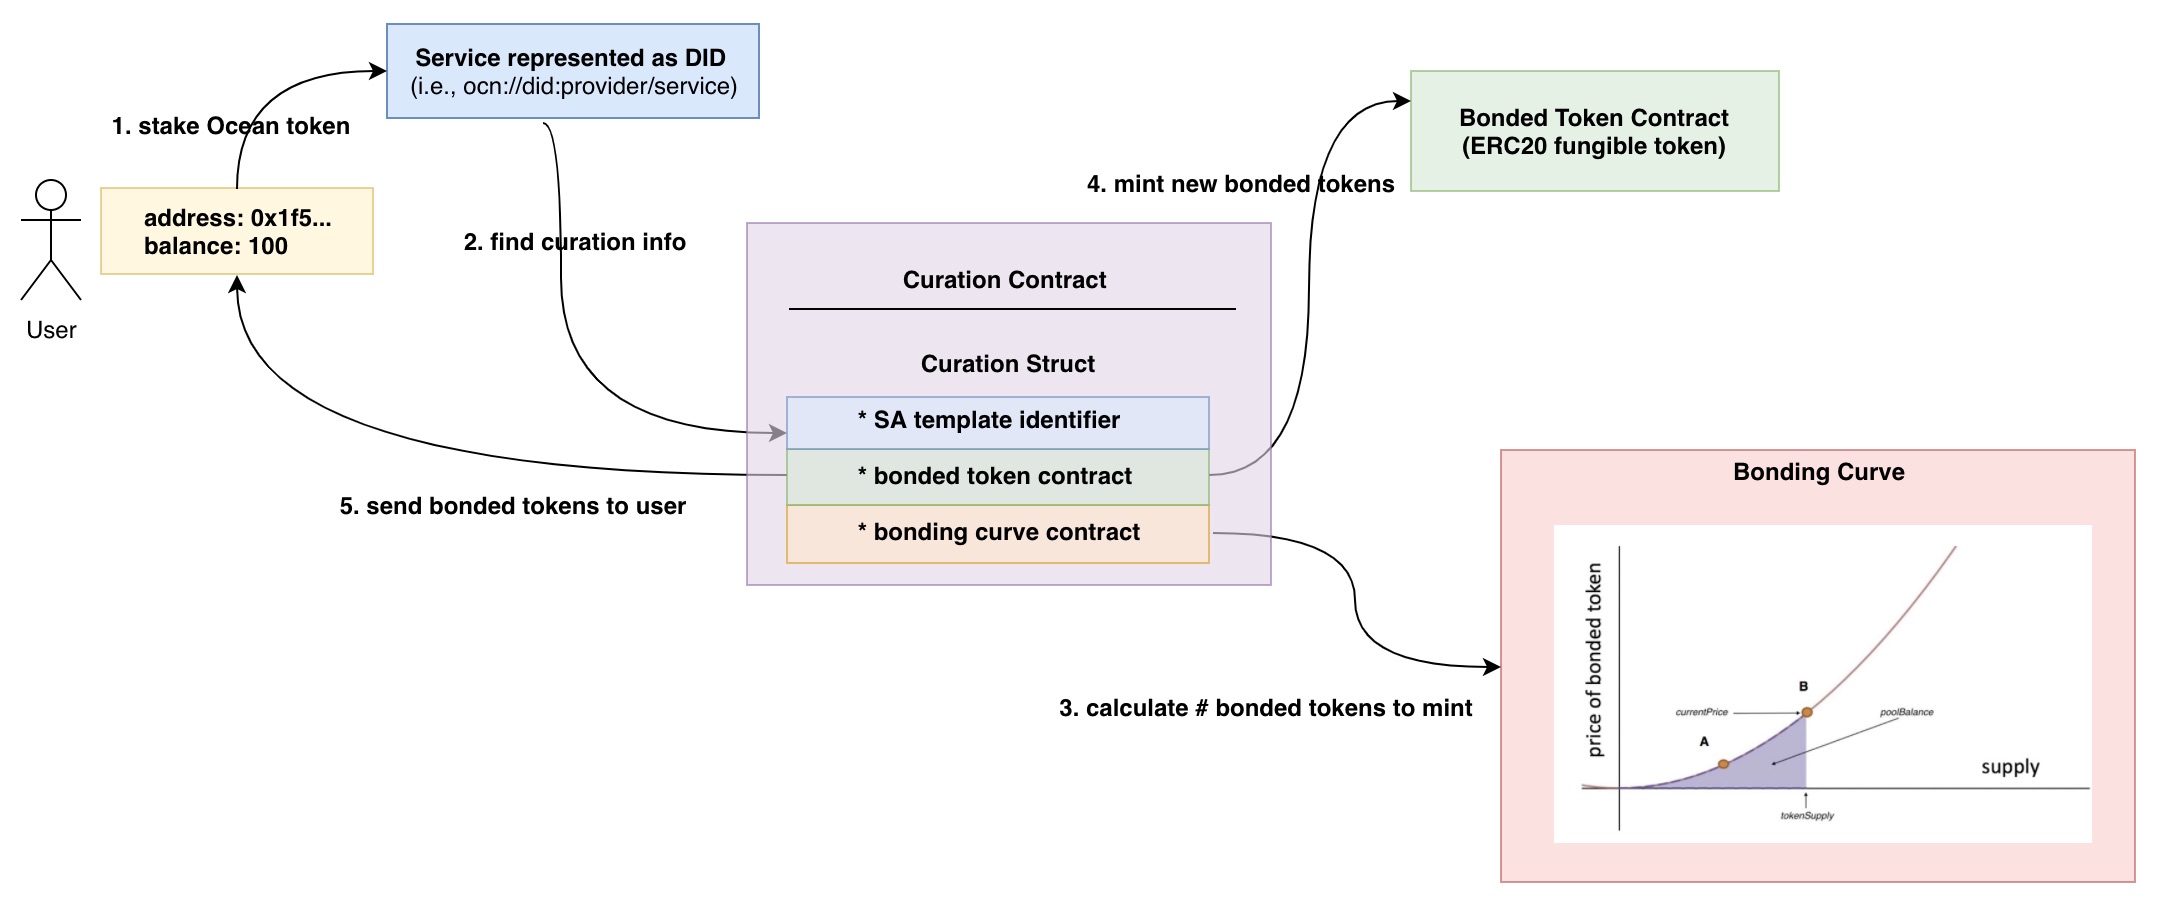 Service represented as DID
(i.e., ocn://did:provider/service)
1. stake Ocean token
address: 0x1f5...
balance: 100
User
2. find curation info
Bonded Token Contract
(ERC20 fungible token)
4. mint new bonded tokens
Curation Contract
Curation Struct
* SA template identifier
* bonded token contract
* bonding curve contract
5. send bonded tokens to user
3. calculate # bonded tokens to mint
Bonding Curve
price of bonded token
B
currentPrice
poolBalance
A
supply
tokenSupply